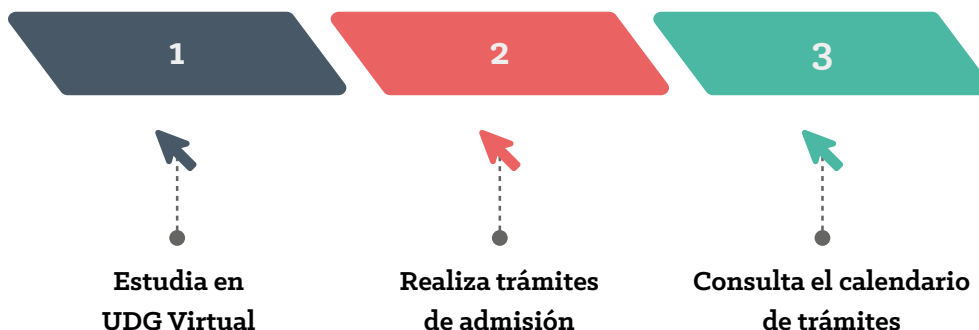 1
2
3
Estudia en
UDG Virtual
Realiza trámites
de admisión
Consulta el calendario
de trámites